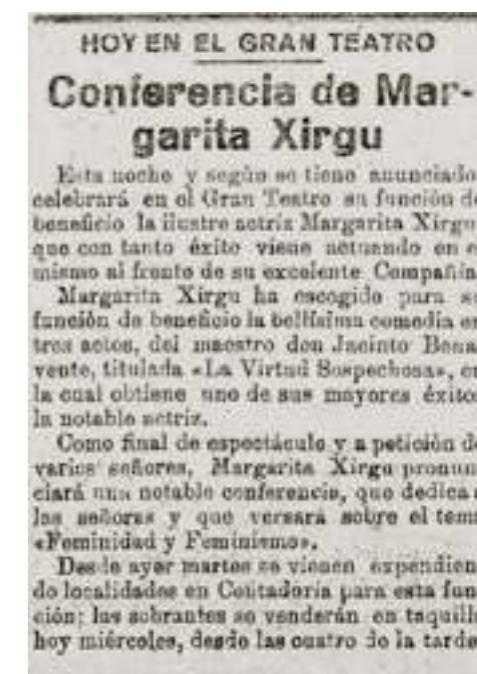 HOY EN EL GRAN TEATRO
Conferencia de Mar-
garita Xirgu
Esta noche y según se tiene anunciado
celebrará en el Gran Teatro su función de
beneficio la ilustre actriz Margarita Xirgu
que con tanto éxito viene actuando en e
mismo al frente de su excelente Compañía
Margarita Xirgu ha escogido para su
función de beneficio la bellísima comedia en
tres actos, del maestro don Jacinto Bena
vente, titulada «La Virtud Sospechosa», en
la cual obtiene uno de sus mayores éxitos
la notable actriz.
Como final de espectáculo y a petición de
varios señores, Margarita Xirgu pronun
ciará una notable conferencia, que dedica a
las señoras y que versará sobre el tema
«Feminidad y Feminismo».
Desde ayer martes se vienen expendien
do localidades en Contaduría para esta fun
ción; las sobrantes se venderán en taquilla
hoy miércoles, desde las cuatro de la tarde